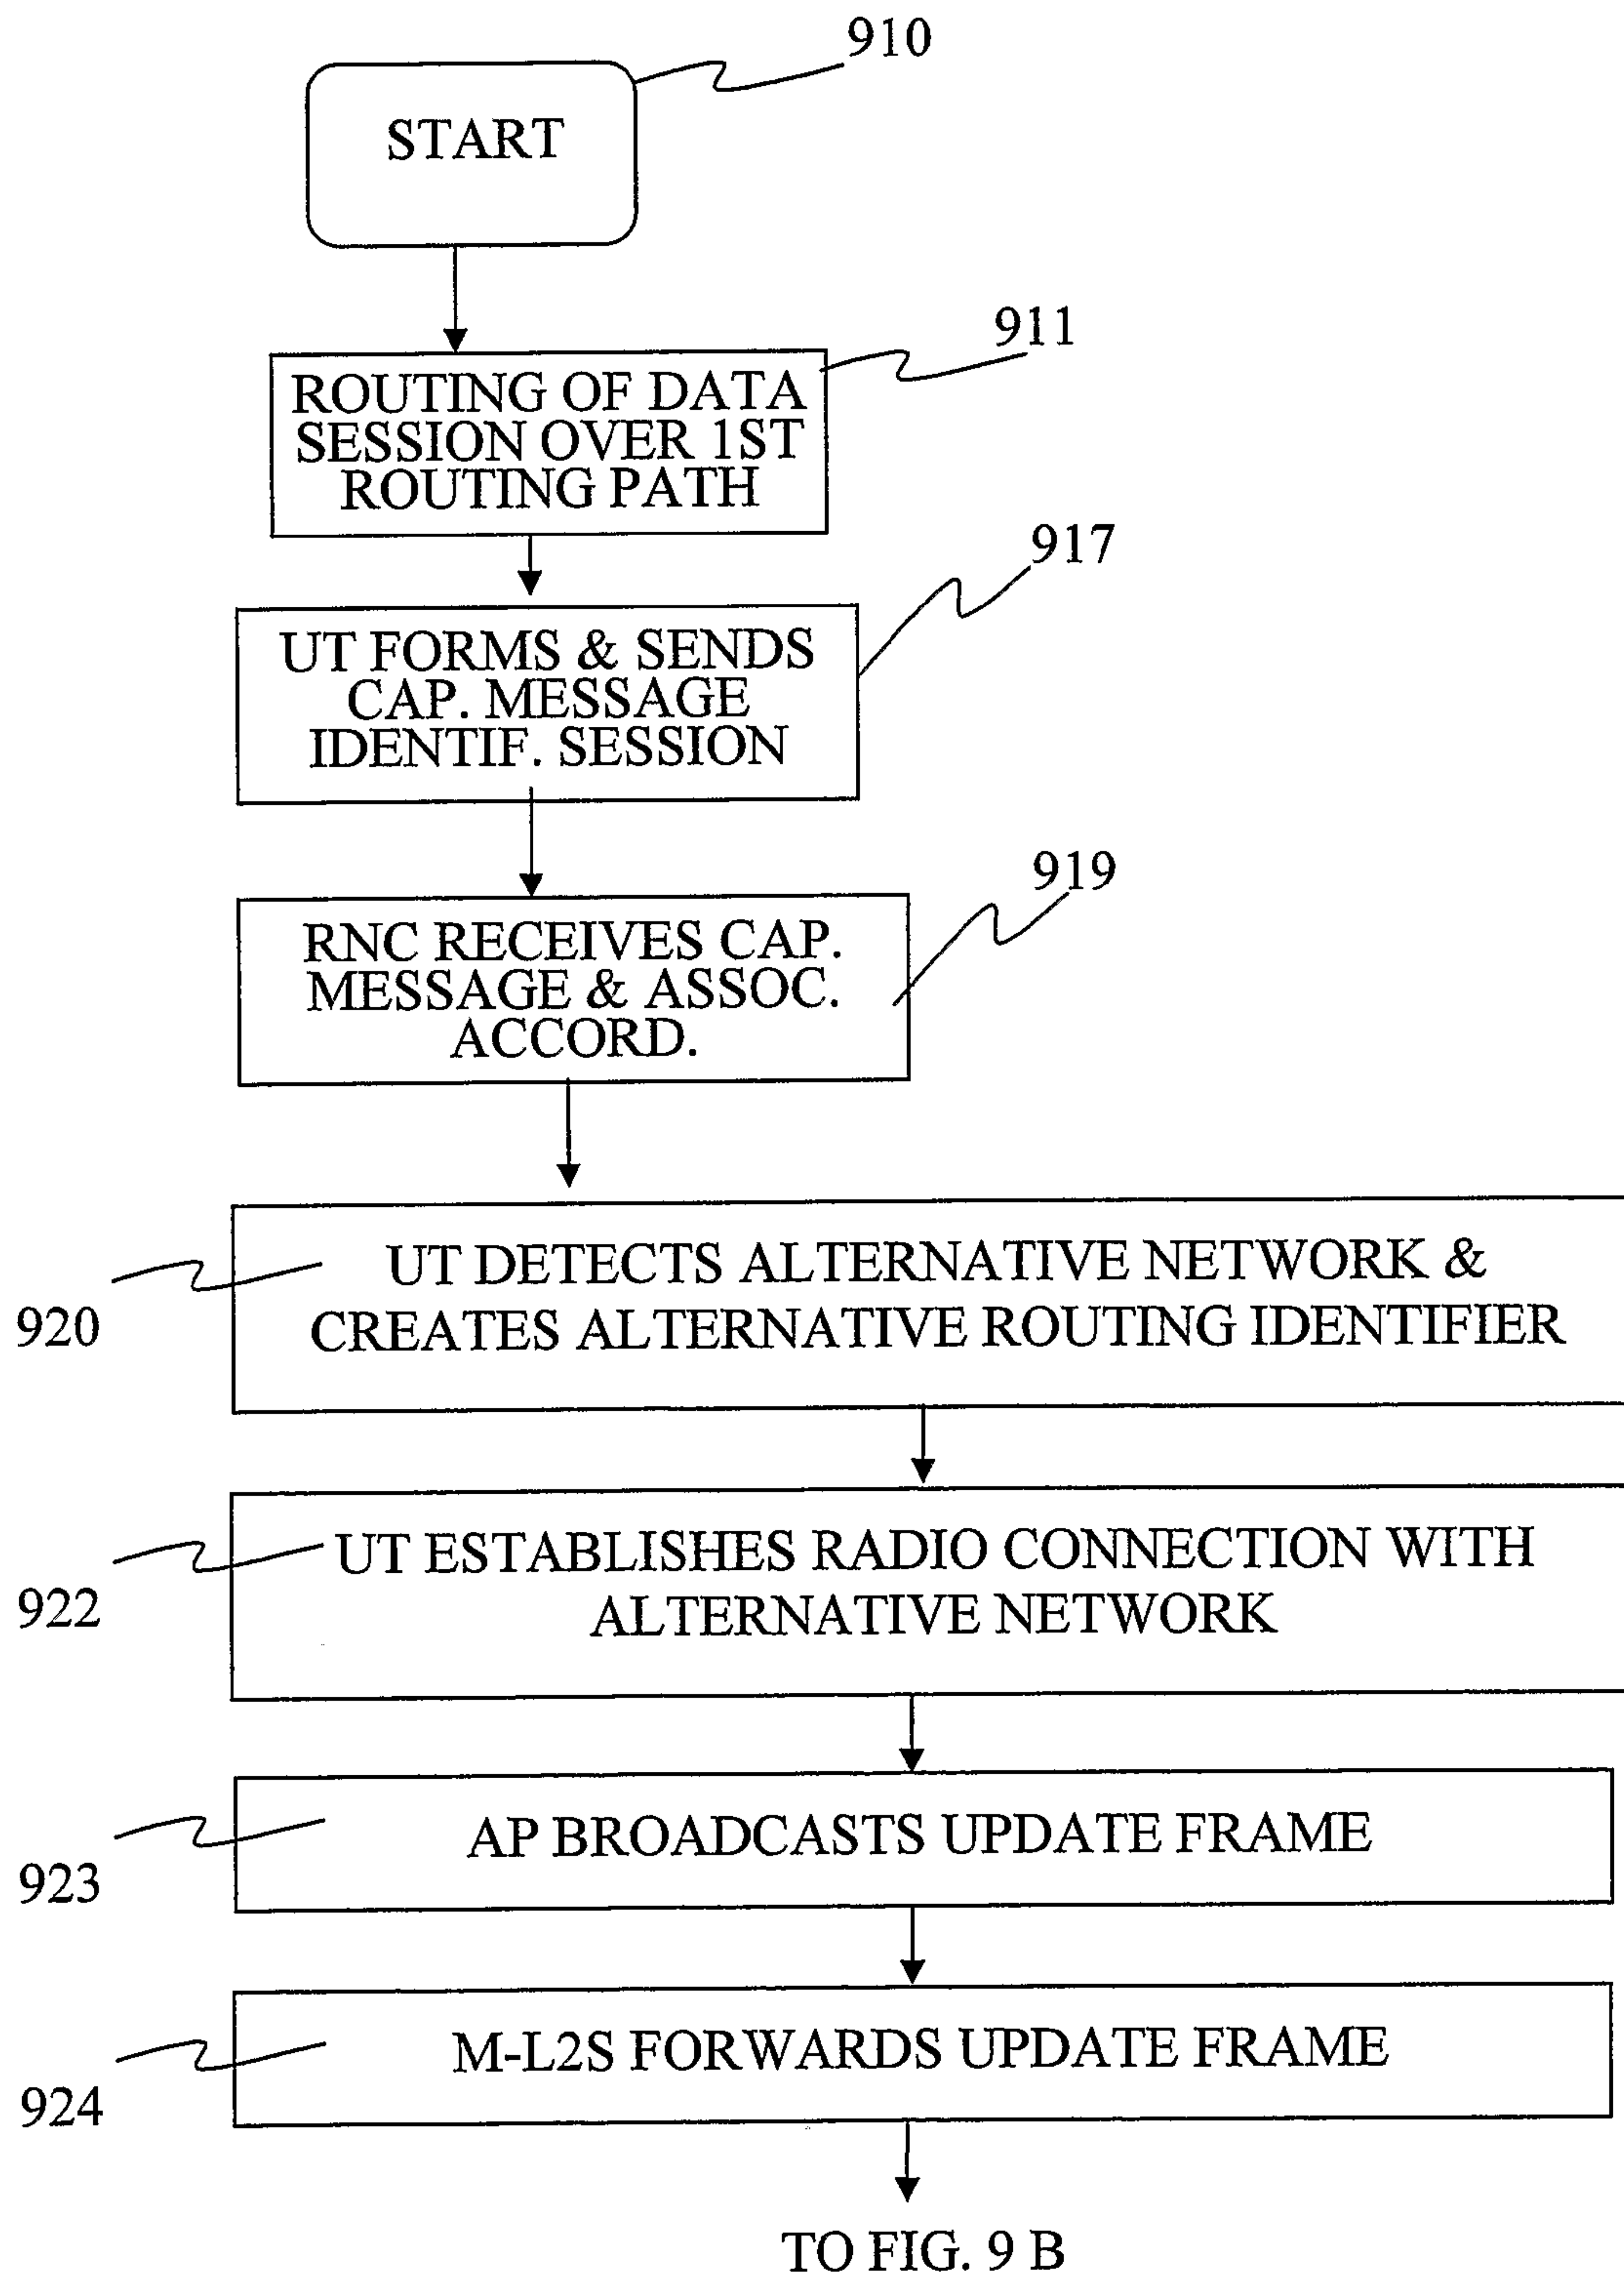 910
START
911
ROUTING OF DATA
SESSION OVER 1ST
ROUTING PATH
917
UT FORMS & SENDS
CAP. MESSAGE
IDENTIF. SESSION
919
RNC RECEIVES CAP.
MESSAGE & ASSOC.
ACCORD.
920
UT DETECTS ALTERNATIVE NETWORK &
CREATES ALTERNATIVE ROUTING IDENTIFIER
922
UT ESTABLISHES RADIO CONNECTION WITH
ALTERNATIVE NETWORK
923
AP BROADCASTS UPDATE FRAME
924
M-L2S FORWARDS UPDATE FRAME
TO FIG. 9 B